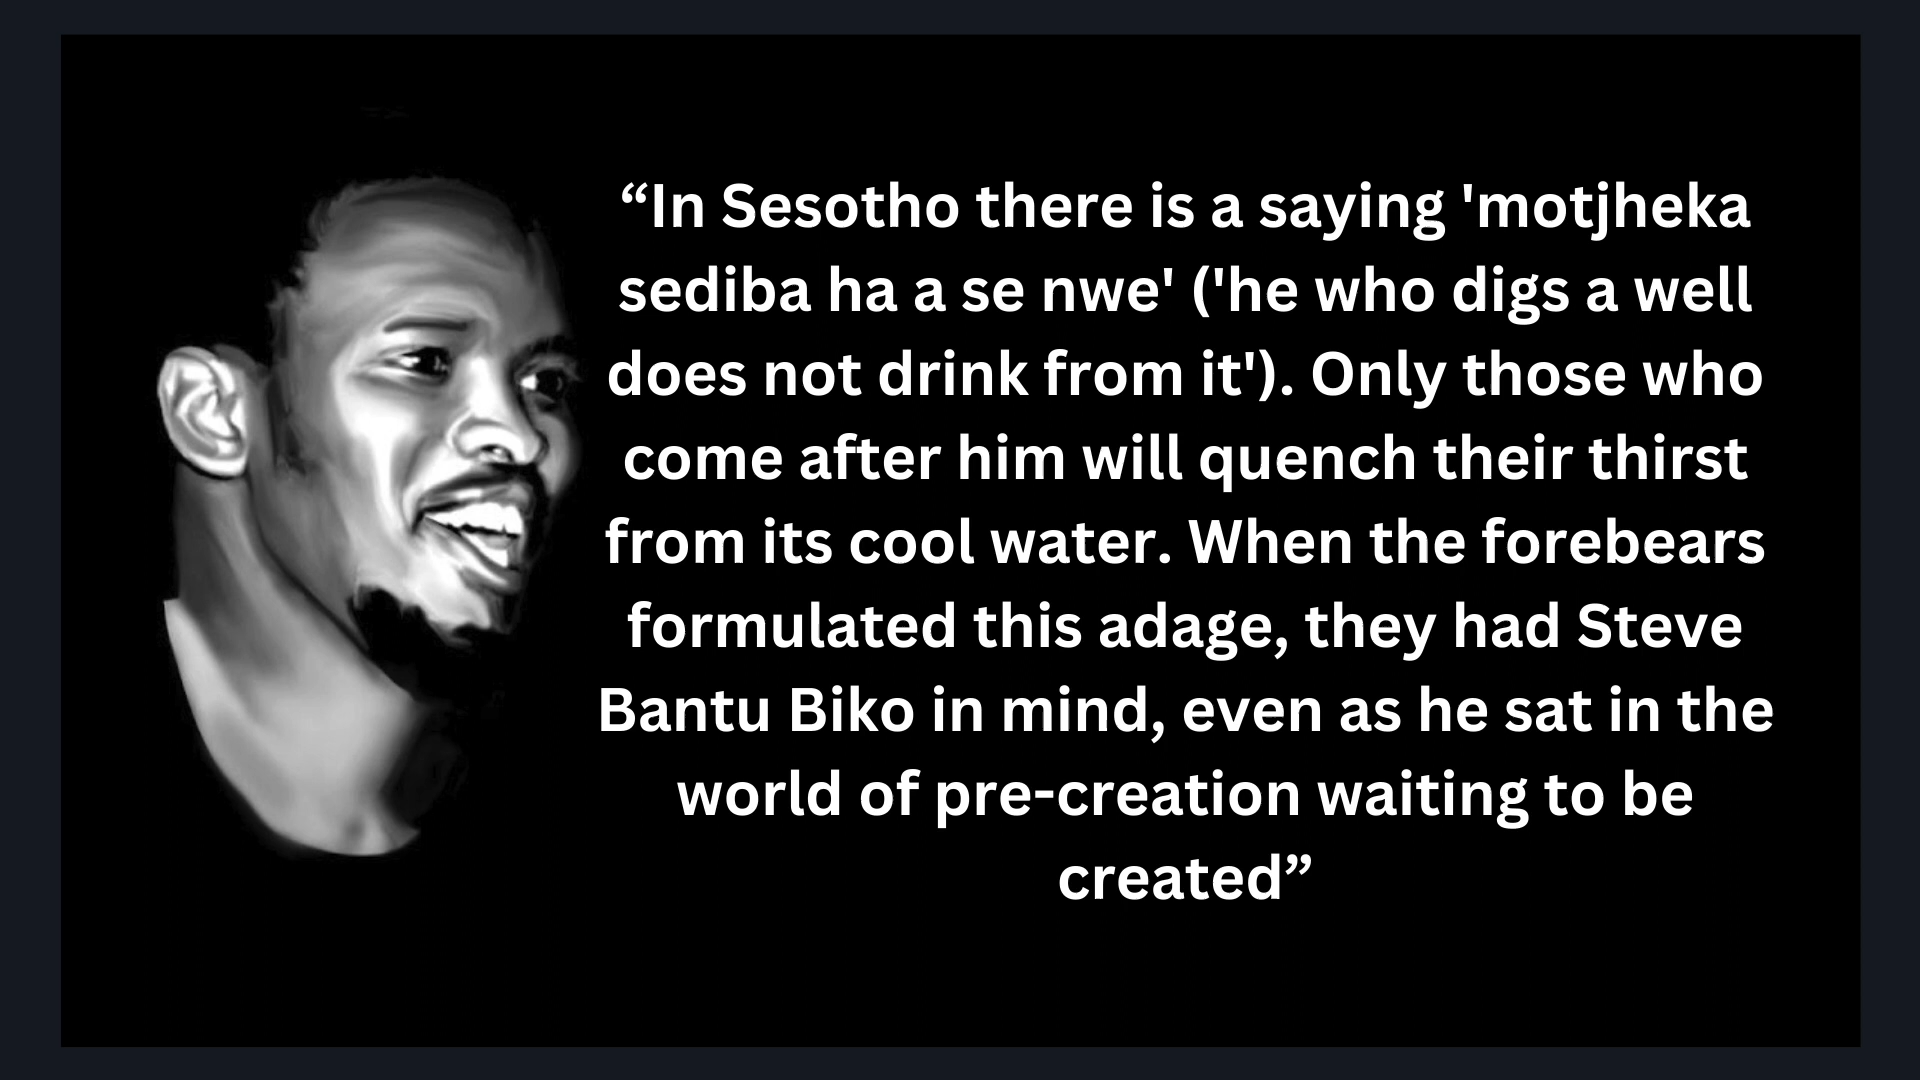 “In Sesotho there is a saying 'motjheka
sediba ha a se nwe' ('he who digs a well
does not drink from it'). Only those who
come after him will quench their thirst
from its cool water. When the forebears
formulated this adage, they had Steve
Bantu Biko in mind, even as he sat in the
world of pre-creation waiting to be
created”